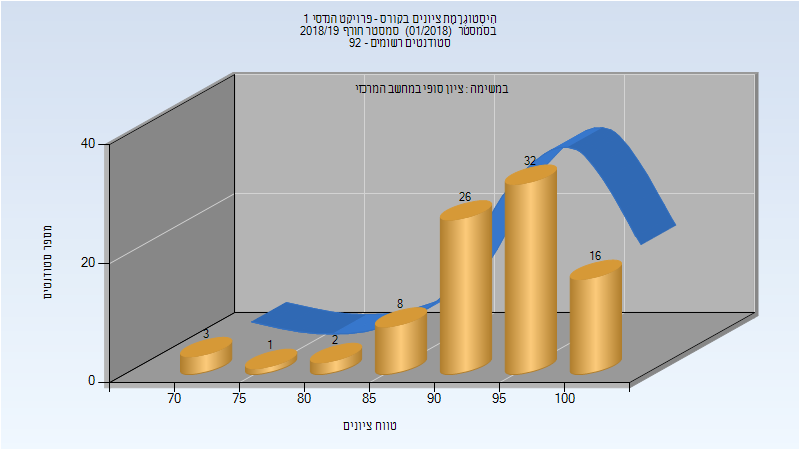 היסטוגרמת ציונים בקורס - פרויקט הנדסי 1
בסמסטר (01/2018) סמסטר חורף 2018/19
סטודנטים רשומים - 92
במשימה : ציון סופי במחשב המרכזי
40
20
0
מספר סטודנטים
3
1
2
8
26
32
16
70
75
80
85
90
95
100
טווח ציונים